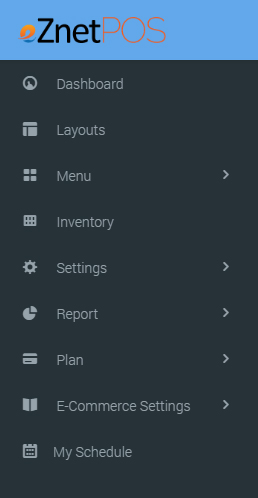 eZnetPOS
Dashboard
Layouts
Menu
Inventory
Settings
Report
Plan
E-Commerce Settings
My Schedule